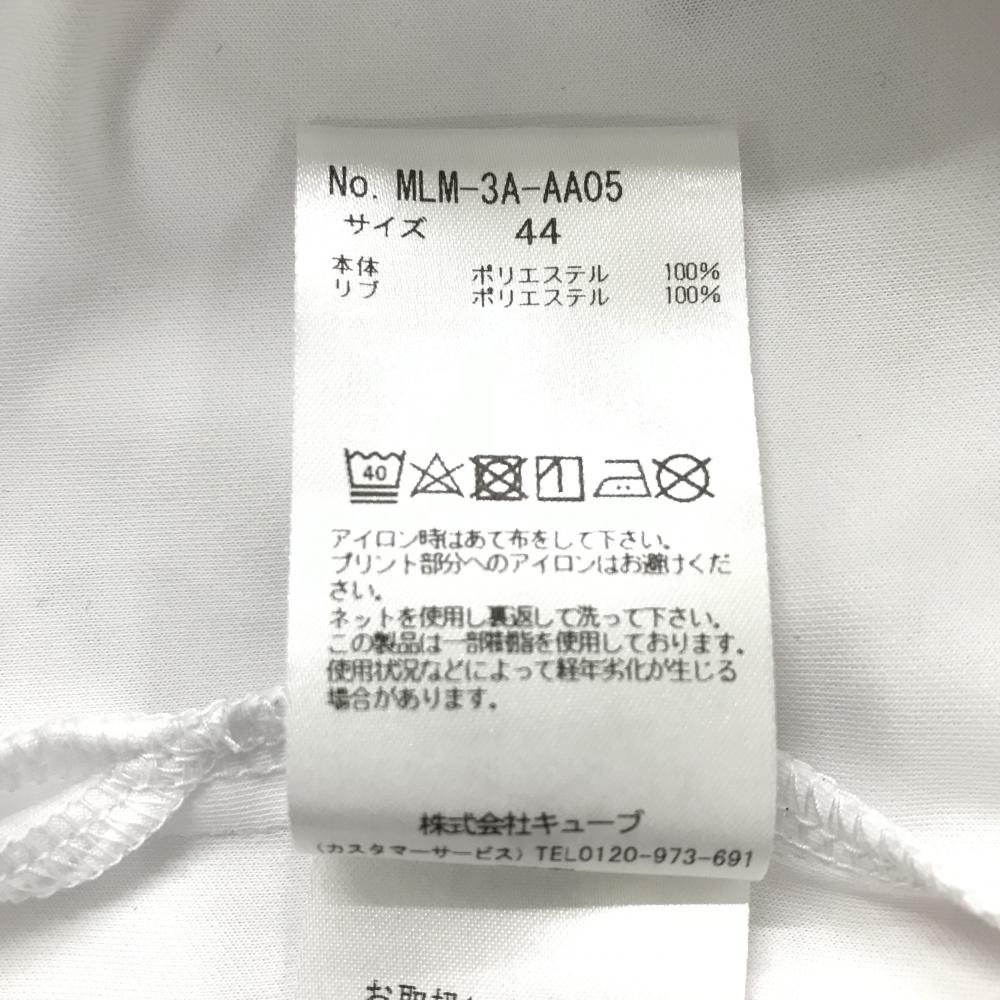 No. MLM-3A-AA05
サイズ 44
本体 ポリエステル 100%
リブ ポリエステル 100%
40
アイロン時はあて布をして下さい。
プリント部分へのアイロンはお避けくだ
さい。
ネットを使用し裏返して洗って下さい。
この製品は一部樹脂を使用しております。
使用状況などによって経年劣化が生じる
場合があります。
株式会社キューブ
(カスタマーサービス) TEL0120-973-691
お取扱